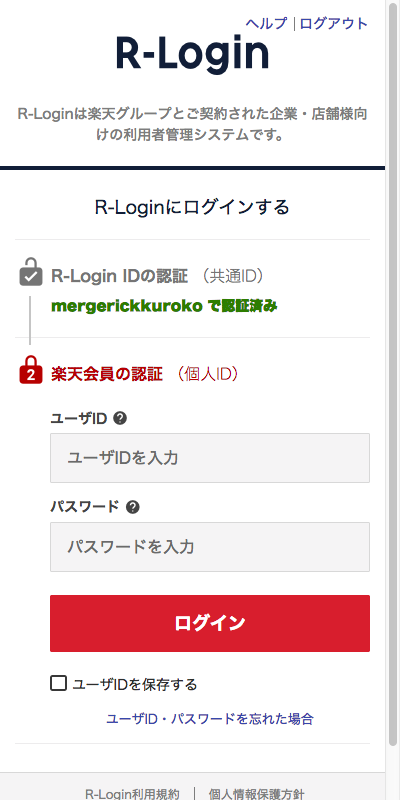 ヘルプ | ログアウト
R-Login
R-Loginは楽天グループとご契約された企業・店舗様向
けの利用者管理システムです。
R-Loginにログインする
R-Login IDの認証 （共通ID）
mergerickkuroko で認証済み
2 楽天会員の認証 （個人ID）
ユーザID ?
ユーザIDを入力
パスワード ?
パスワードを入力
ログイン
ユーザIDを保存する
ユーザID・パスワードを忘れた場合
R-Login利用規約 | 個人情報保護方針